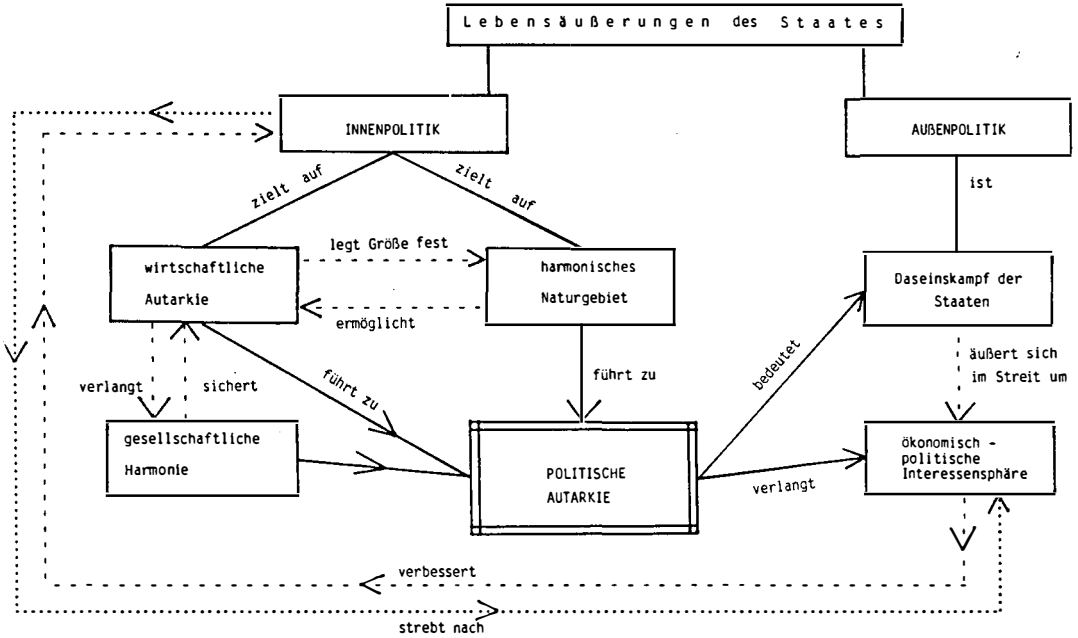 Lebensäußerungen des Staates
INNENPOLITIK
AUßENPOLITIK
zielt auf
zielt auf
ist
wirtschaftliche
Autarkie
legt Größe fest
ermöglicht
harmonisches
Naturgebiet
Daseinskampf der
Staaten
verlangt
sichert
führt zu
führt zu
bedeutet
äußert sich
im Streit um
gesellschaftliche
Harmonie
POLITISCHE
AUTARKIE
verlangt
ökonomisch -
politische
Interessensphäre
verbessert
strebt nach